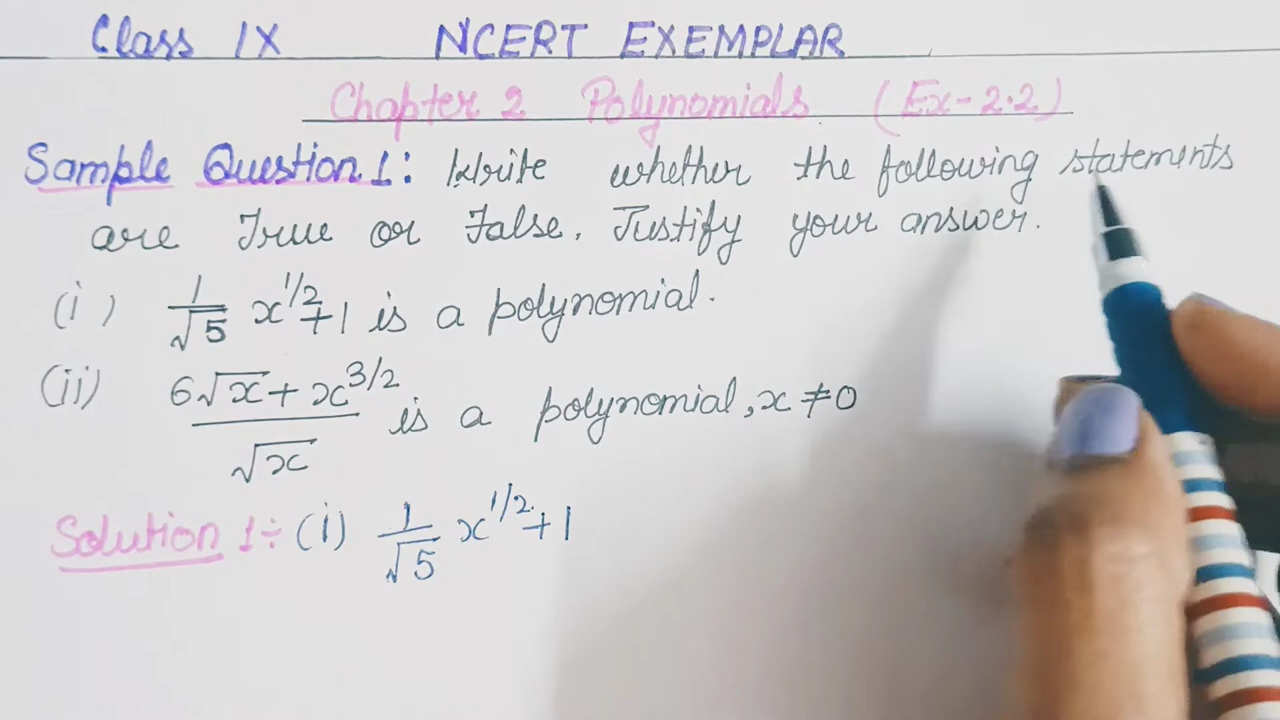 Class IX NCERT EXEMPLAR
Chapter 2 Polynomials (Ex-2.2)
Sample Question 1: Write whether the following statements
are True or False. Justify your answer.
(i) 1/√5 x^1/2 + 1 is a polynomial.
(ii) 6√x + x^3/2 / √x is a polynomial, x ≠ 0
Solution 1÷ (i) 1/√5 x^1/2 + 1